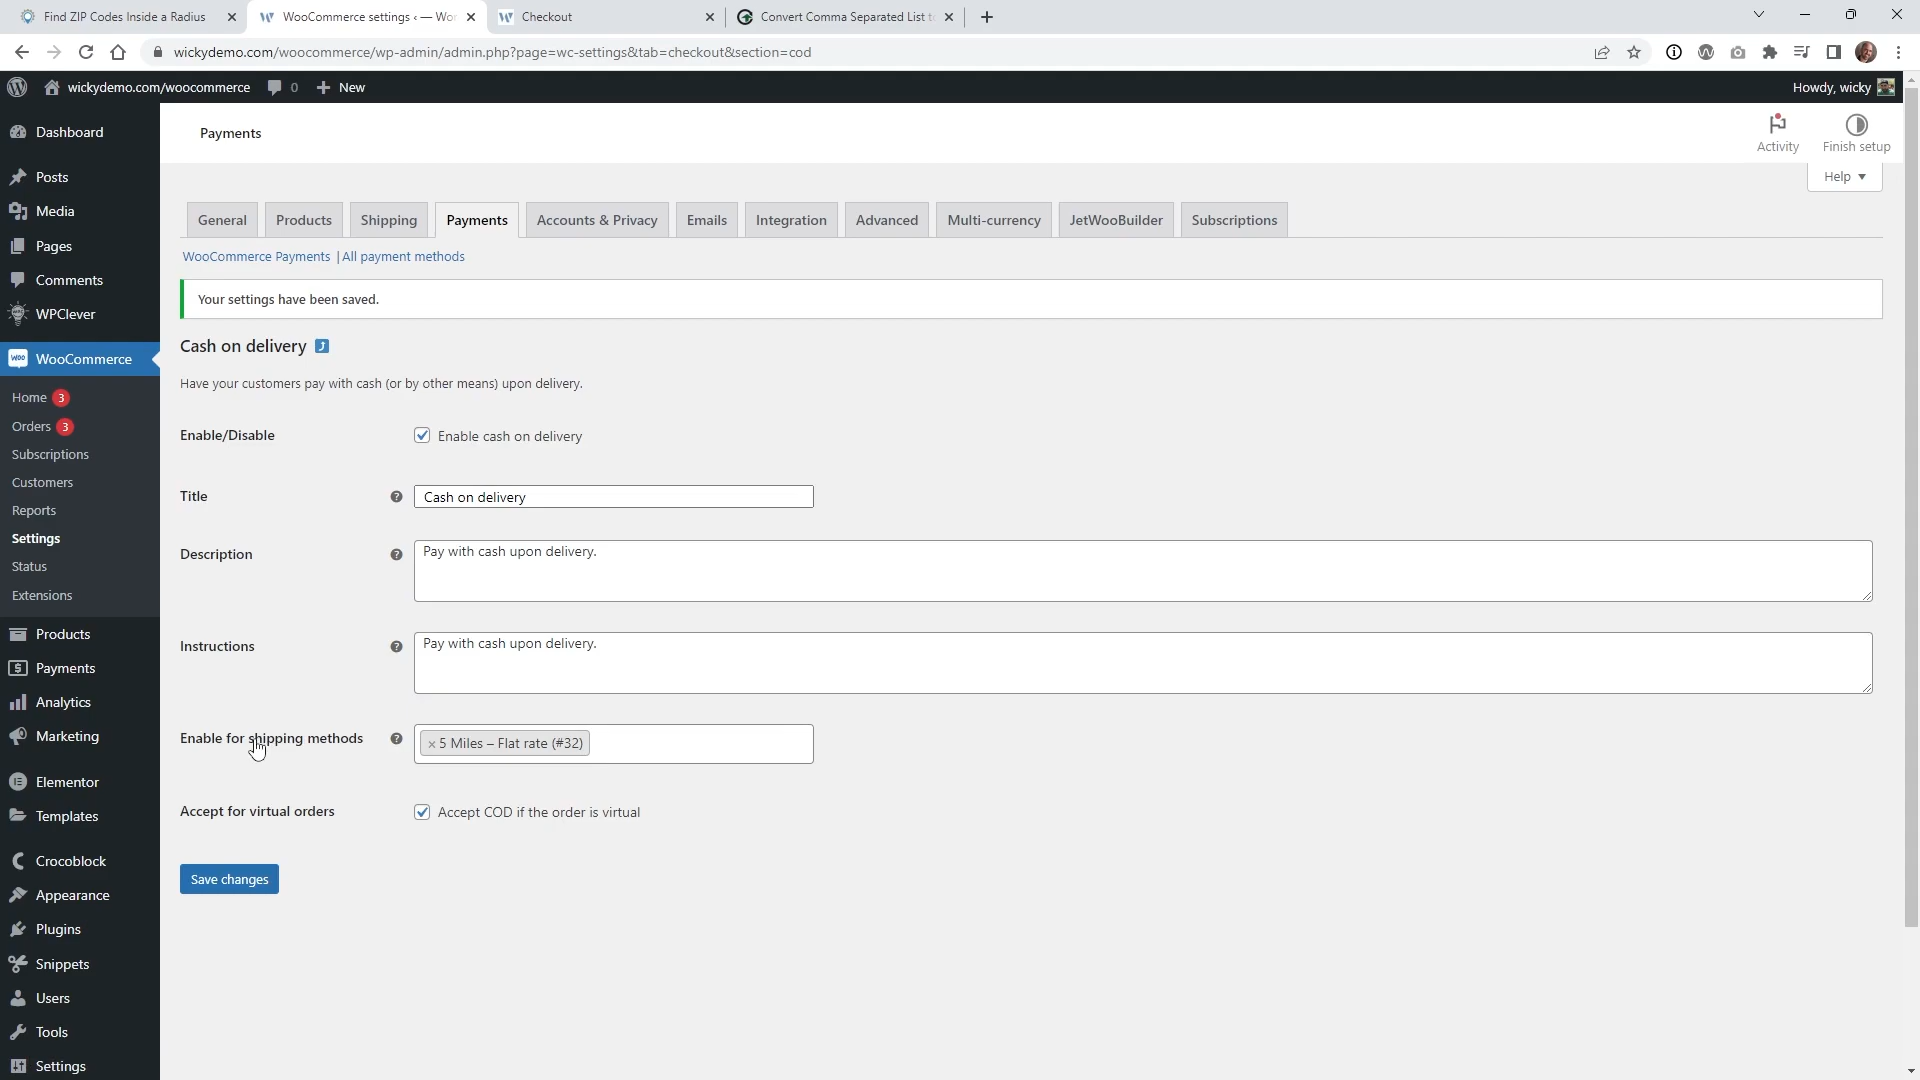 Find ZIP Codes Inside a Radius
WooCommerce settings ‹ — Wor
Checkout
Convert Comma Separated List to
wickydemo.com/woocommerce/wp-admin/admin.php?page=wc-settings&tab=checkout&section=cod
wickydemo.com/woocommerce
0
New
Howdy, wicky
Dashboard
Posts
Media
Pages
Comments
WPClever
WooCommerce
Home 3
Orders 3
Subscriptions
Customers
Reports
Settings
Status
Extensions
Products
Payments
Analytics
Marketing
Elementor
Templates
Crocoblock
Appearance
Plugins
Snippets
Users
Tools
Settings
Payments
Activity
Finish setup
Help
General
Products
Shipping
Payments
Accounts & Privacy
Emails
Integration
Advanced
Multi-currency
JetWooBuilder
Subscriptions
WooCommerce Payments | All payment methods
Your settings have been saved.
Cash on delivery
Have your customers pay with cash (or by other means) upon delivery.
Enable/Disable
Enable cash on delivery
Title
Cash on delivery
Description
Pay with cash upon delivery.
Instructions
Pay with cash upon delivery.
Enable for shipping methods
× 5 Miles – Flat rate (#32)
Accept for virtual orders
Accept COD if the order is virtual
Save changes